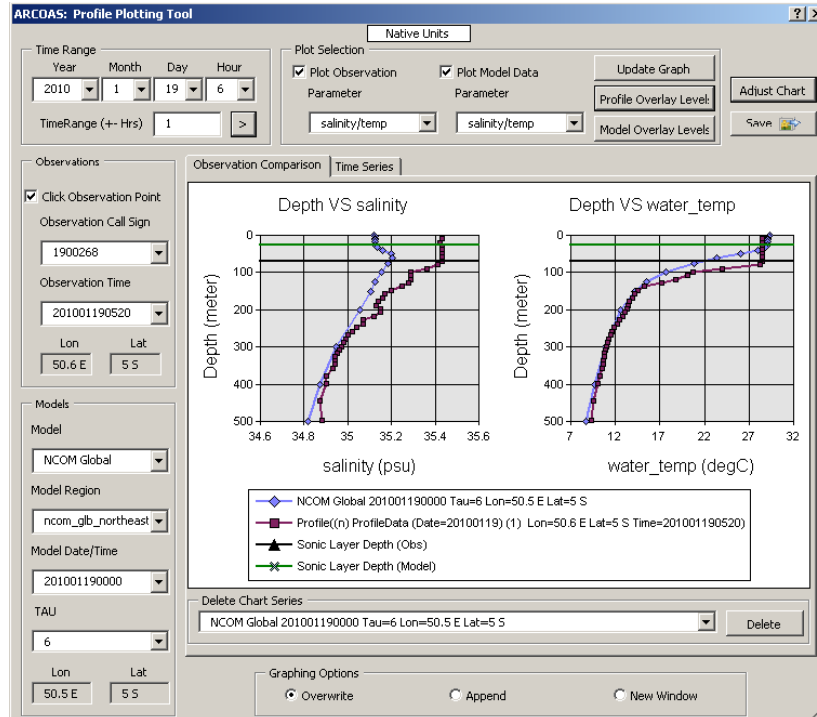 ARCOAS: Profile Plotting Tool
Native Units
Time Range
Year Month Day Hour
2010 1 19 6
TimeRange (+- Hrs) 1 >
Plot Selection
Plot Observation Plot Model Data
Parameter Parameter
salinity/temp salinity/temp
Update Graph
Profile Overlay Levels
Model Overlay Levels
Adjust Chart
Save
Observations
Click Observation Point
Observation Call Sign
1900268
Observation Time
201001190520
Lon Lat
50.6 E 5 S
Models
Model
NCOM Global
Model Region
ncom_glb_northeast
Model Date/Time
201001190000
TAU
6
Lon Lat
50.5 E 5 S
Observation Comparison Time Series
Depth VS salinity
Depth (meter)
0
100
200
300
400
500
34.6 34.8 35 35.2 35.4 35.6
salinity (psu)
Depth VS water_temp
Depth (meter)
0
100
200
300
400
500
7 12 17 22 27 32
water_temp (degC)
NCOM Global 201001190000 Tau=6 Lon=50.5 E Lat=5 S
Profile((n) ProfileData (Date=20100119) (1) Lon=50.6 E Lat=5 S Time=201001190520)
Sonic Layer Depth (Obs)
Sonic Layer Depth (Model)
Delete Chart Series
NCOM Global 201001190000 Tau=6 Lon=50.5 E Lat=5 S
Delete
Graphing Options
Overwrite Append New Window